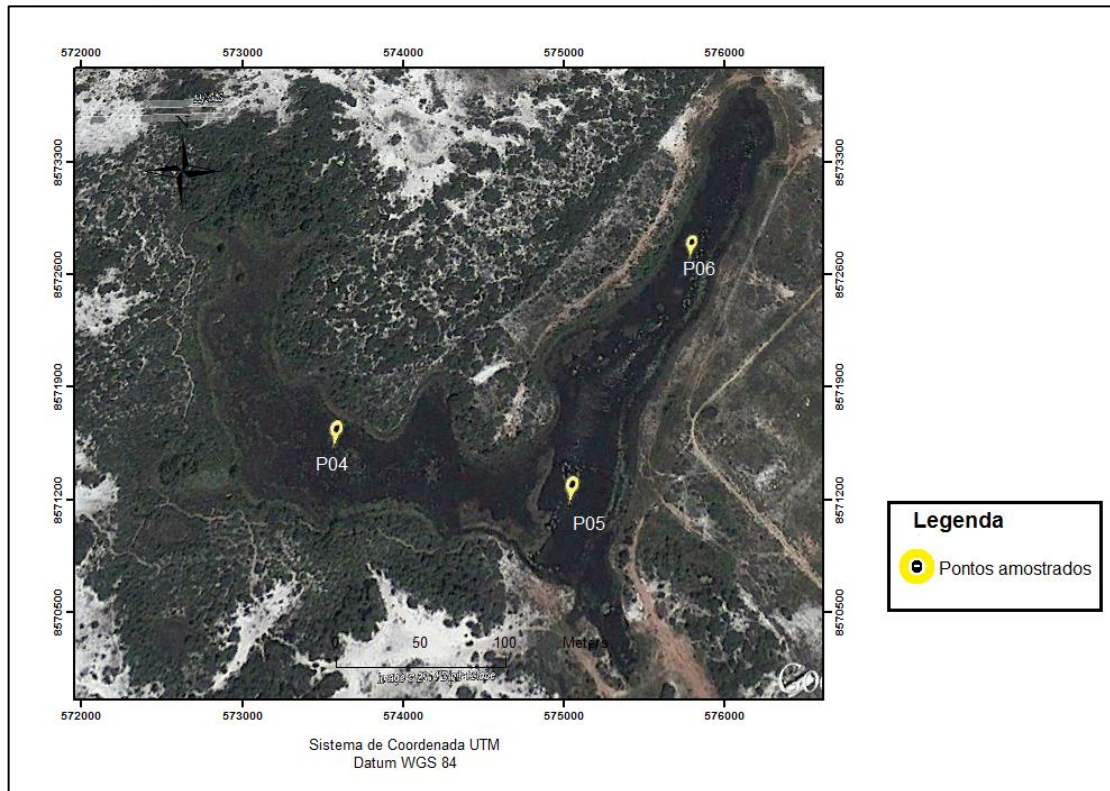 572000 573000 574000 575000 576000
8573300 8573300
8572600 8572600
8571900 8571900
8571200 8571200
8570500 8570500
N
P06
P04
P05
Legenda
Pontos amostrados
0 50 100 Meters
Image ©
572000 573000 574000 575000 576000
Sistema de Coordenada UTM
Datum WGS 84